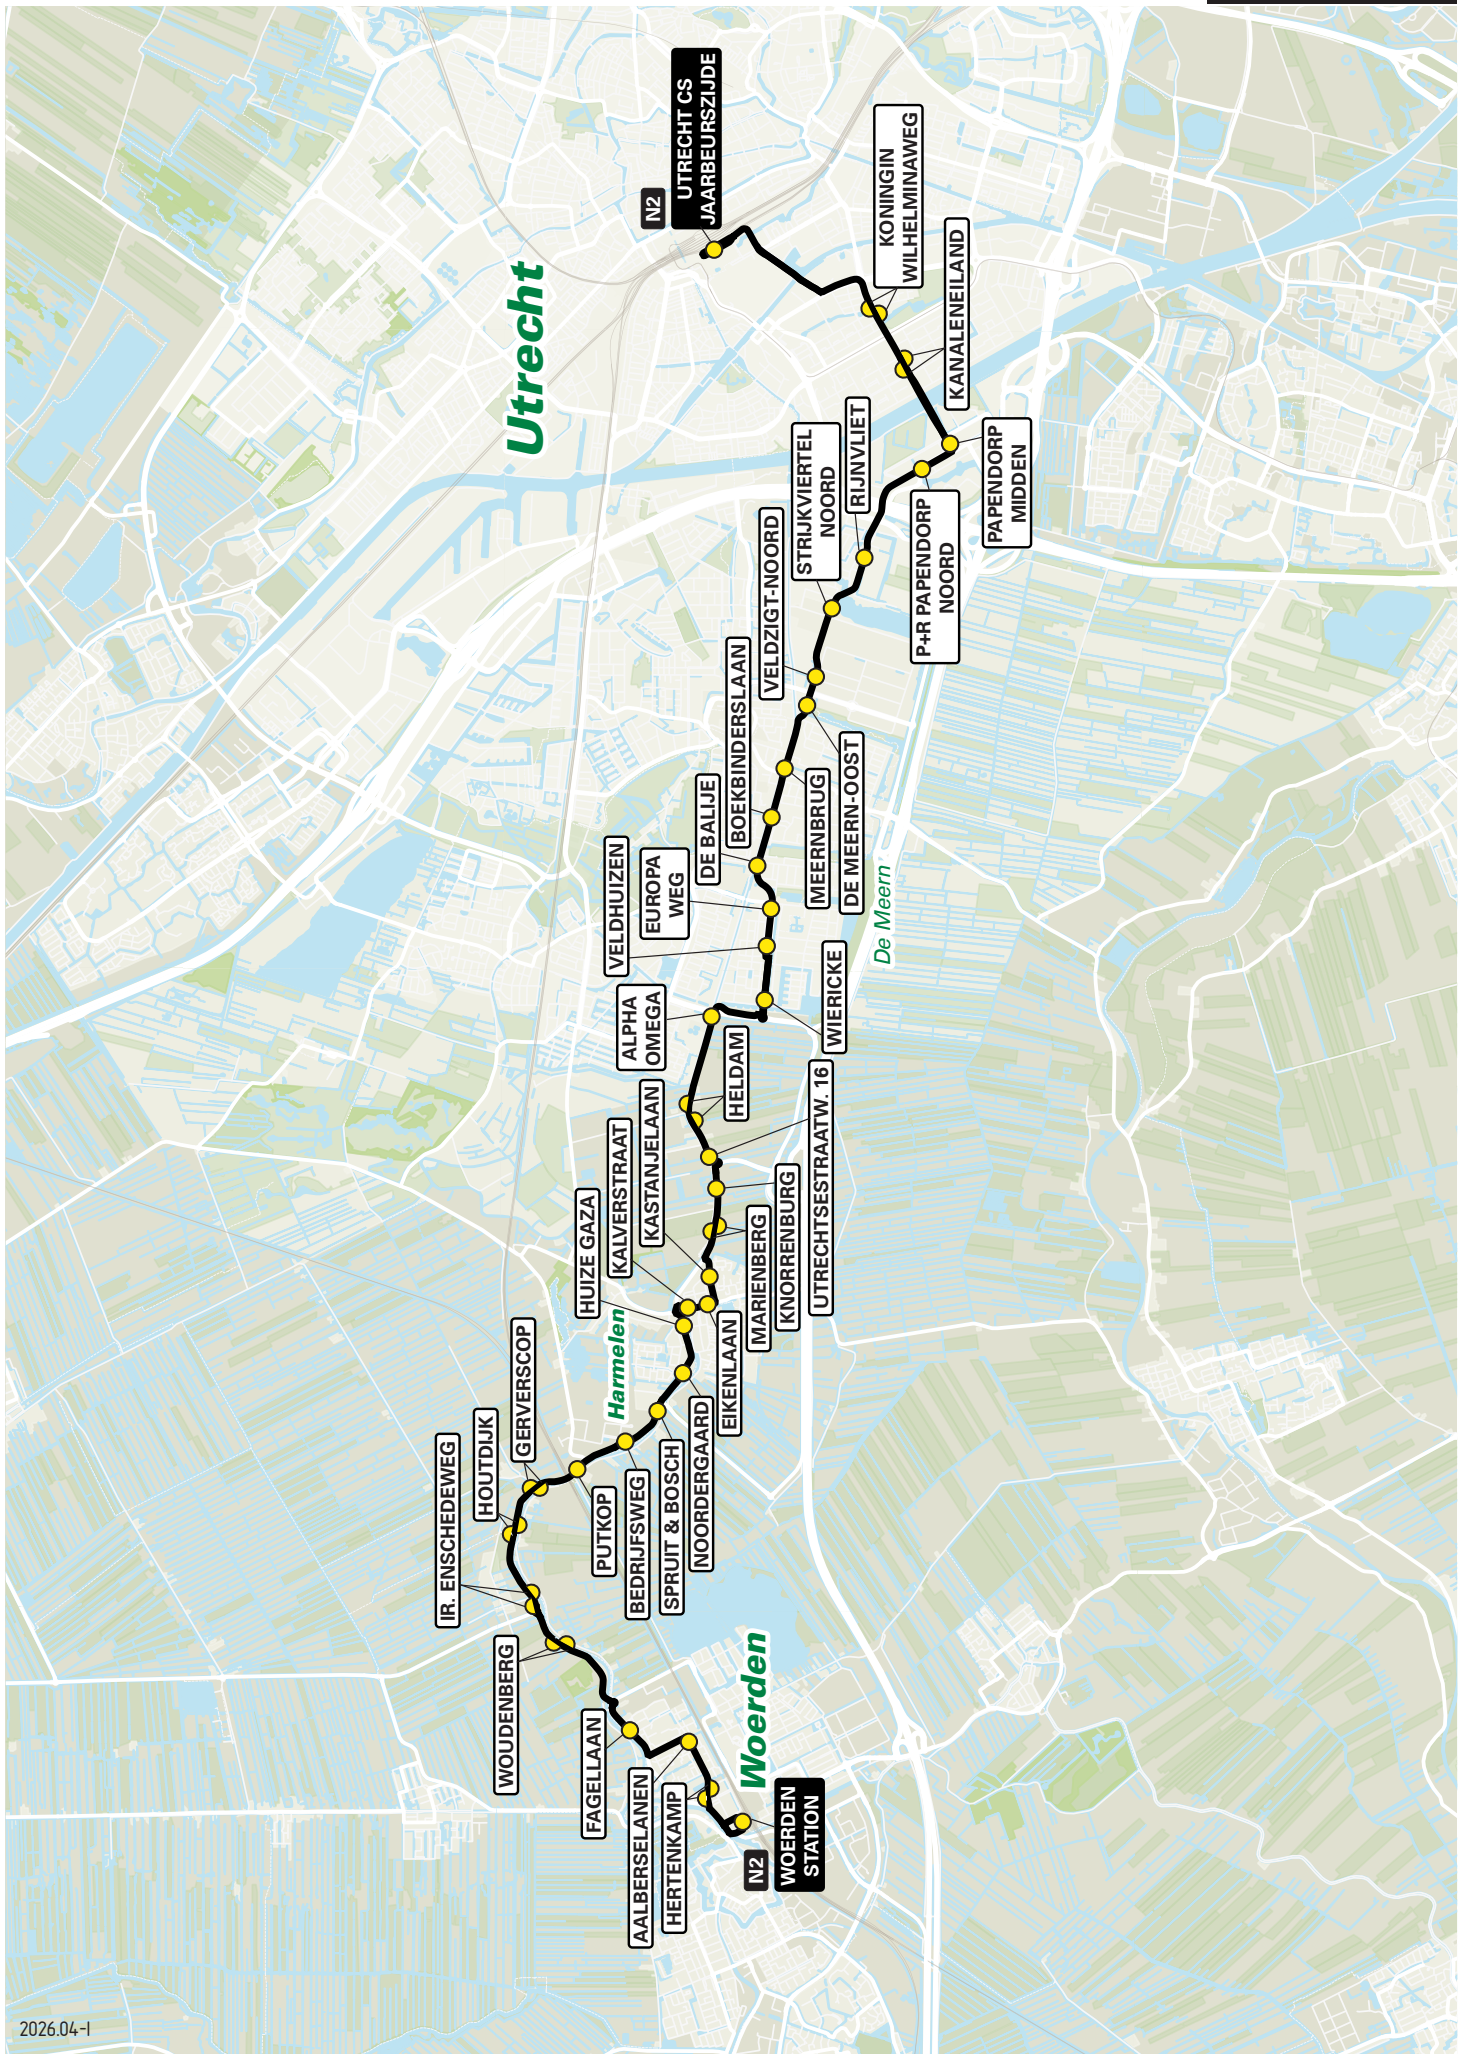 N2
UTRECHT CS
JAARBEURSZIJDE
Utrecht
KONINGIN
WILHELMINAWEG
KANALENEILAND
PAPENDORP
MIDDEN
P+R PAPENDORP
NOORD
RIJNVLIET
STRIJKVIERTEL
NOORD
VELDZIGT-NOORD
DE MEERN-OOST
MEERNBRUG
BOEKBINDERSLAAN
DE BALIJE
EUROPA
WEG
VELDHUIZEN
De Meern
WIERICKE
ALPHA
OMEGA
HELDAM
UTRECHTSESTRAATW. 16
KNORRENBURG
MARIENBERG
KASTANJELAAN
EIKENLAAN
KALVERSTRAAT
HUIZE GAZA
Harmelen
NOORDERGAARD
SPRUIT & BOSCH
BEDRIJFSWEG
PUTKOP
GERVERSCOP
HOUTDIJK
IR. ENSCHEDEWEG
WOUDENBERG
FAGELLAAN
AALBERSELANEN
HERTENKAMP
Woerden
WOERDEN
STATION
N2
2026.04-I